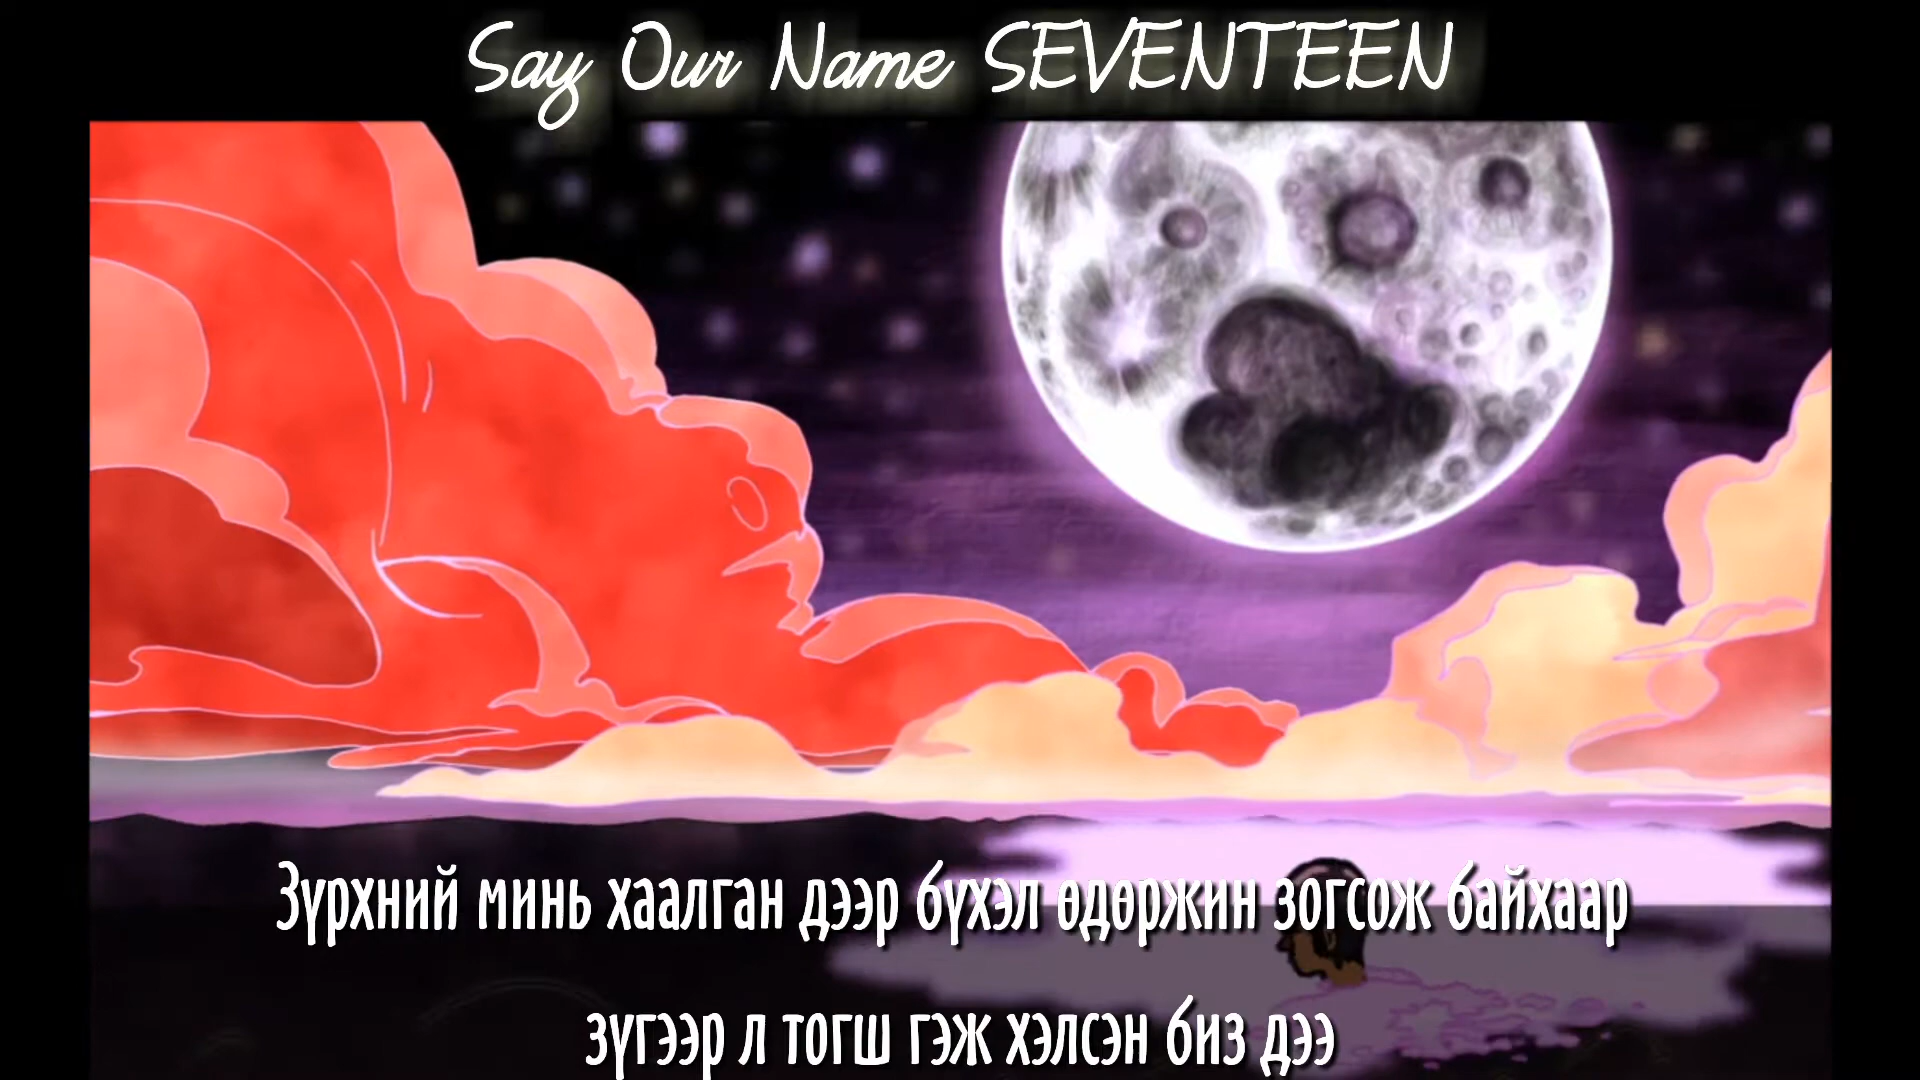 Say Our Name SEVENTEEN
Зүрхний минь хаалган дээр бүхэл өдөржин зогсож байхаар
зүгээр л тогш гэж хэлсэн биз дээ